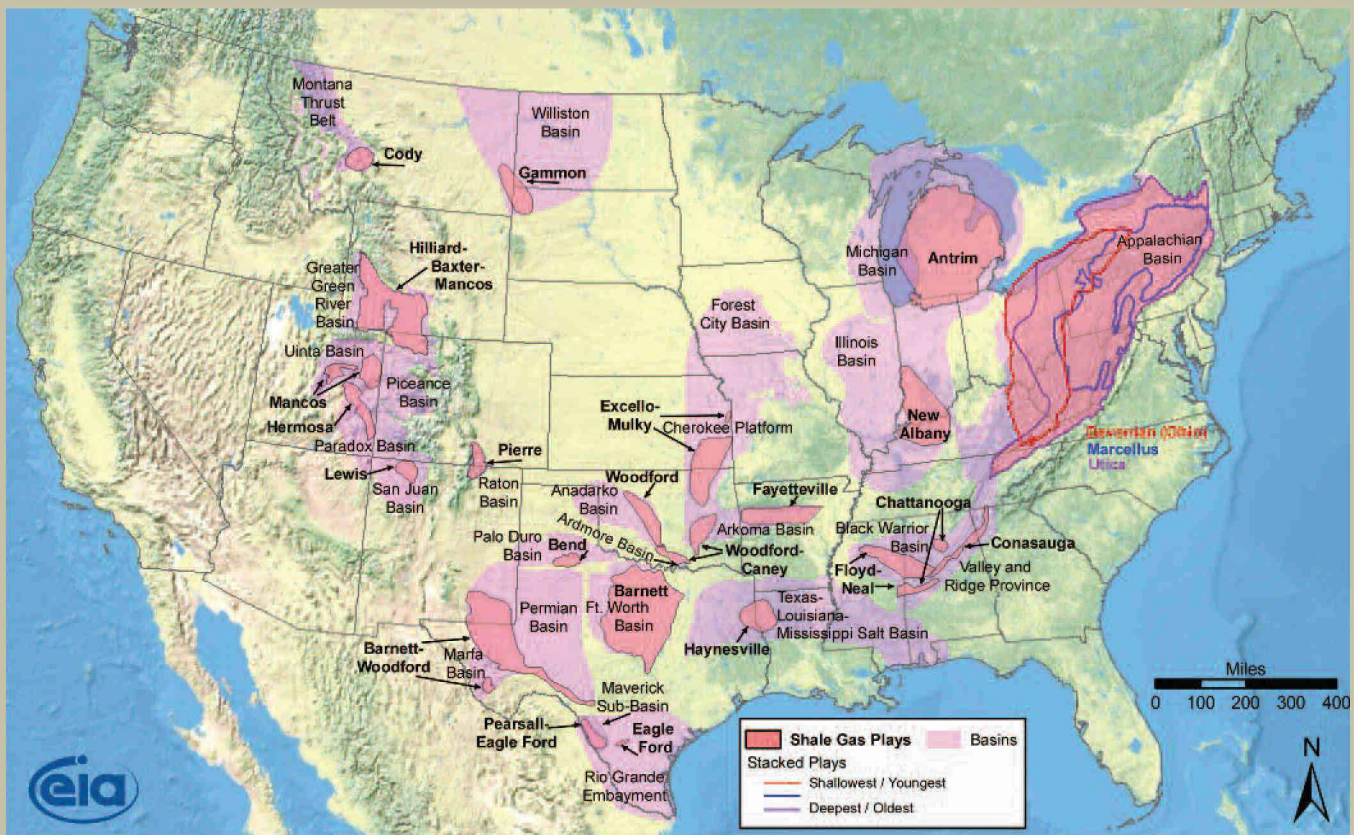 Montana
Thrust
Belt
Cody
Williston
Basin
Gammon
Hilliard-
Baxter-
Mancos
Greater
Green
River
Basin
Uinta Basin
Mancos
Piceance
Basin
Hermosa
Paradox Basin
Lewis
San Juan
Basin
Pierre
Raton
Basin
Michigan
Basin
Antrim
Appalachian
Basin
Forest
City Basin
Illinois
Basin
New
Albany
Excello-
Mulky
Cherokee Platform
Devonian (Ohio)
Marcellus
Utica
Woodford
Anadarko
Basin
Fayetteville
Arkoma Basin
Ardmore Basin
Palo Duro
Basin
Bend
Woodford-
Caney
Chattanooga
Black Warrior
Basin
Conasauga
Floyd-
Neal
Valley and
Ridge Province
Barnett
Ft. Worth
Basin
Permian
Basin
Barnett-
Woodford
Marfa
Basin
Haynesville
Texas-
Louisiana-
Mississippi Salt Basin
Maverick
Sub-Basin
Pearsall-
Eagle Ford
Eagle
Ford
Rio Grande
Embayment
Miles
0 100 200 300 400
N
Shale Gas Plays
Basins
Stacked Plays
Shallowest / Youngest
Deepest / Oldest
eia